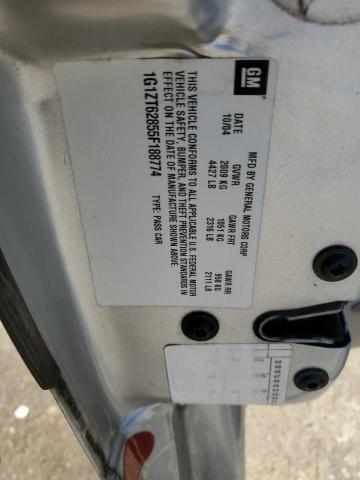 GM
MFD BY GENERAL MOTORS CORP
DATE GVWR GAWR FRT GAWR RR
10/04 2009 KG 1051 KG 958 KG
4427 LB 2316 LB 2111 LB
THIS VEHICLE CONFORMS TO ALL APPLICABLE U.S. FEDERAL MOTOR
VEHICLE SAFETY, BUMPER, AND THEFT PREVENTION STANDARDS IN
EFFECT ON THE DATE OF MANUFACTURE SHOWN ABOVE.
1G1ZT62855F188774 TYPE: PASS CAR